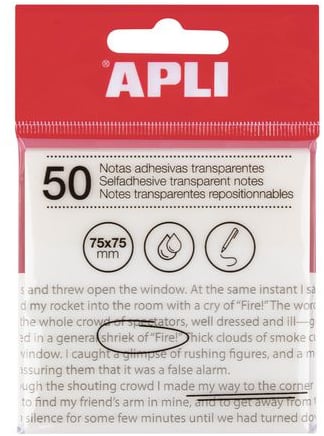 APLI®
50
Notas adhesivas transparentes
Selfadhesive transparent notes
Notes transparentes repositionnables
75x75
mm
s and threw open the window. At the same instant I sa
d my rocket into the room with a cry of "Fire!" The word
the whole crowd of spectators, well dressed and ill—g
ed in a general shriek of "Fire!" Thick clouds of smoke c
window. I caught a glimpse of rushing figures, and a m
ssuring them that it was a false alarm.
ugh the shouting crowd I made my way to the corner
to find my friend's arm in mine, and to get away from t
silence for some few minutes until we had turned dow